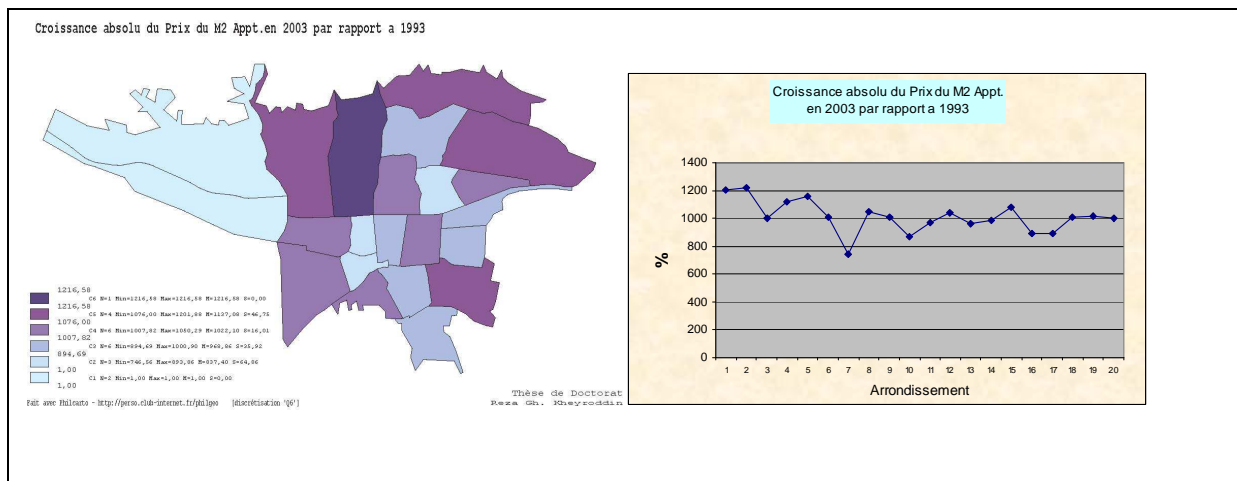 Croissance absolu du Prix du M2 Appt.en 2003 par rapport a 1993
1216,58
C6 N=1 Min=1216,58 Max=1216,58 M=1216,58 S=0,00
1216,58
C5 N=4 Min=1076,00 Max=1201,88 M=1137,08 S=46,75
1076,00
C4 N=6 Min=1007,82 Max=1050,29 M=1022,10 S=16,01
1007,82
C3 N=6 Min=894,69 Max=1000,90 M=968,86 S=35,92
894,69
C2 N=3 Min=746,56 Max=893,86 M=837,40 S=64,86
1,00
C1 N=2 Min=1,00 Max=1,00 M=1,00 S=0,00
1,00
Fait avec Philcarto - http://perso.club-internet.fr/philgeo [discrétisation 'Q6']
Thèse de Doctorat
Reza Gh. Kheyroddin
Croissance absolu du Prix du M2 Appt.
en 2003 par rapport a 1993
1400
1200
1000
800
600
400
200
0
%
1 2 3 4 5 6 7 8 9 10 11 12 13 14 15 16 17 18 19 20
Arrondissement